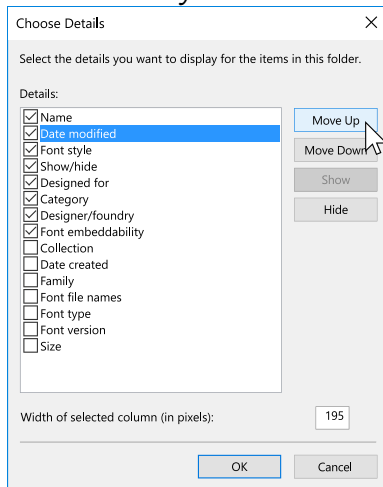 Choose Details
Select the details you want to display for the items in this folder.
Details:
Name
Date modified
Font style
Show/hide
Designed for
Category
Designer/foundry
Font embeddability
Collection
Date created
Family
Font file names
Font type
Font version
Size
Move Up
Move Down
Show
Hide
Width of selected column (in pixels):
195
OK
Cancel